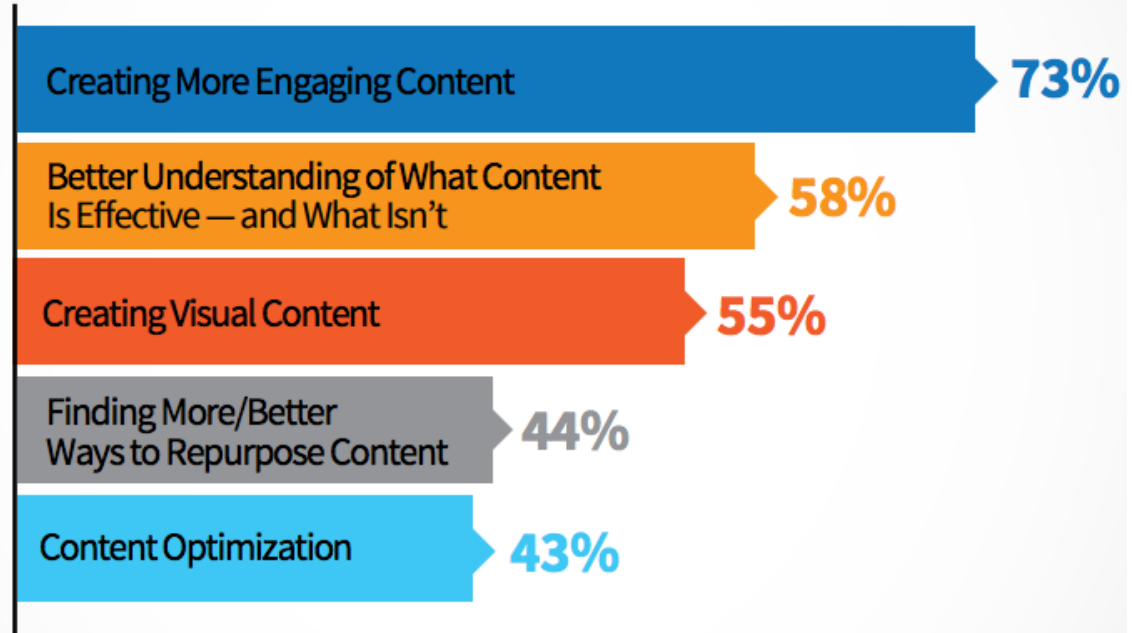 Creating More Engaging Content
73%
Better Understanding of What Content
Is Effective — and What Isn’t
58%
Creating Visual Content
55%
Finding More/Better
Ways to Repurpose Content
44%
Content Optimization
43%